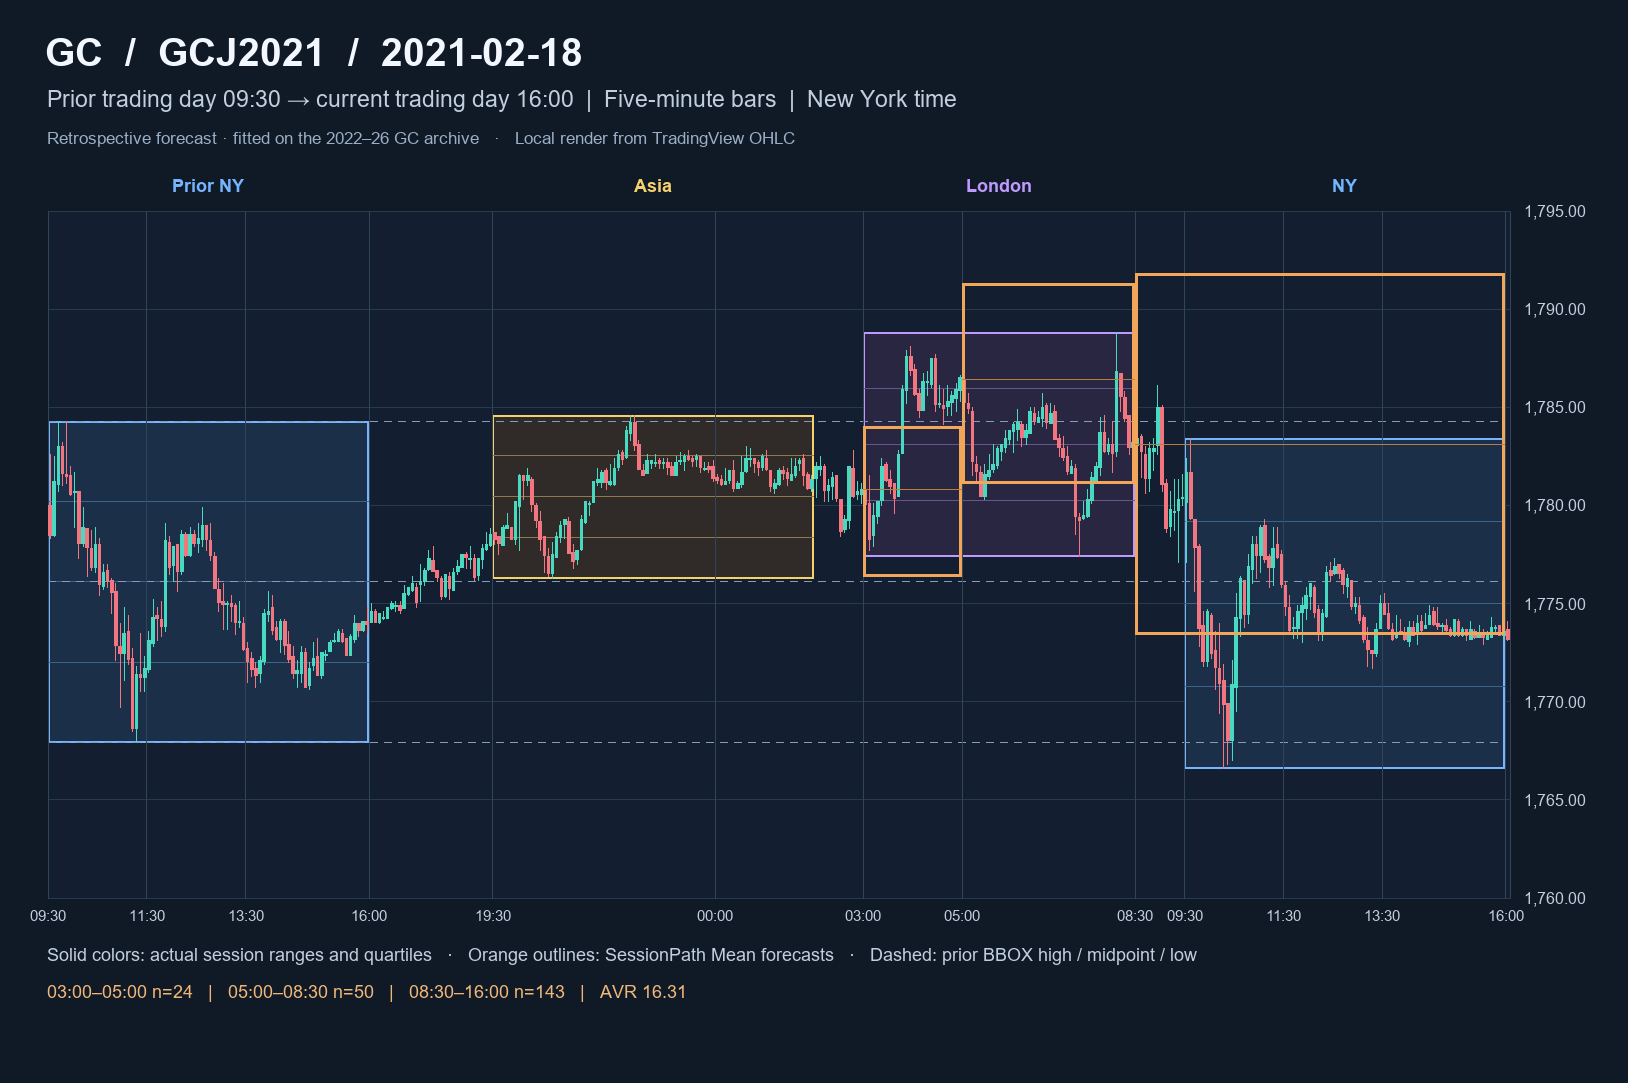 GC / GCJ2021 / 2021-02-18
Prior trading day 09:30 → current trading day 16:00 | Five-minute bars | New York time
Retrospective forecast · fitted on the 2022–26 GC archive · Local render from TradingView OHLC
Prior NY Asia London NY
1,795.00
1,790.00
1,785.00
1,780.00
1,775.00
1,770.00
1,765.00
1,760.00
09:30 11:30 13:30 16:00 19:30 00:00 03:00 05:00 08:30 09:30 11:30 13:30 16:00
Solid colors: actual session ranges and quartiles · Orange outlines: SessionPath Mean forecasts · Dashed: prior BBOX high / midpoint / low
03:00–05:00 n=24 | 05:00–08:30 n=50 | 08:30–16:00 n=143 | AVR 16.31